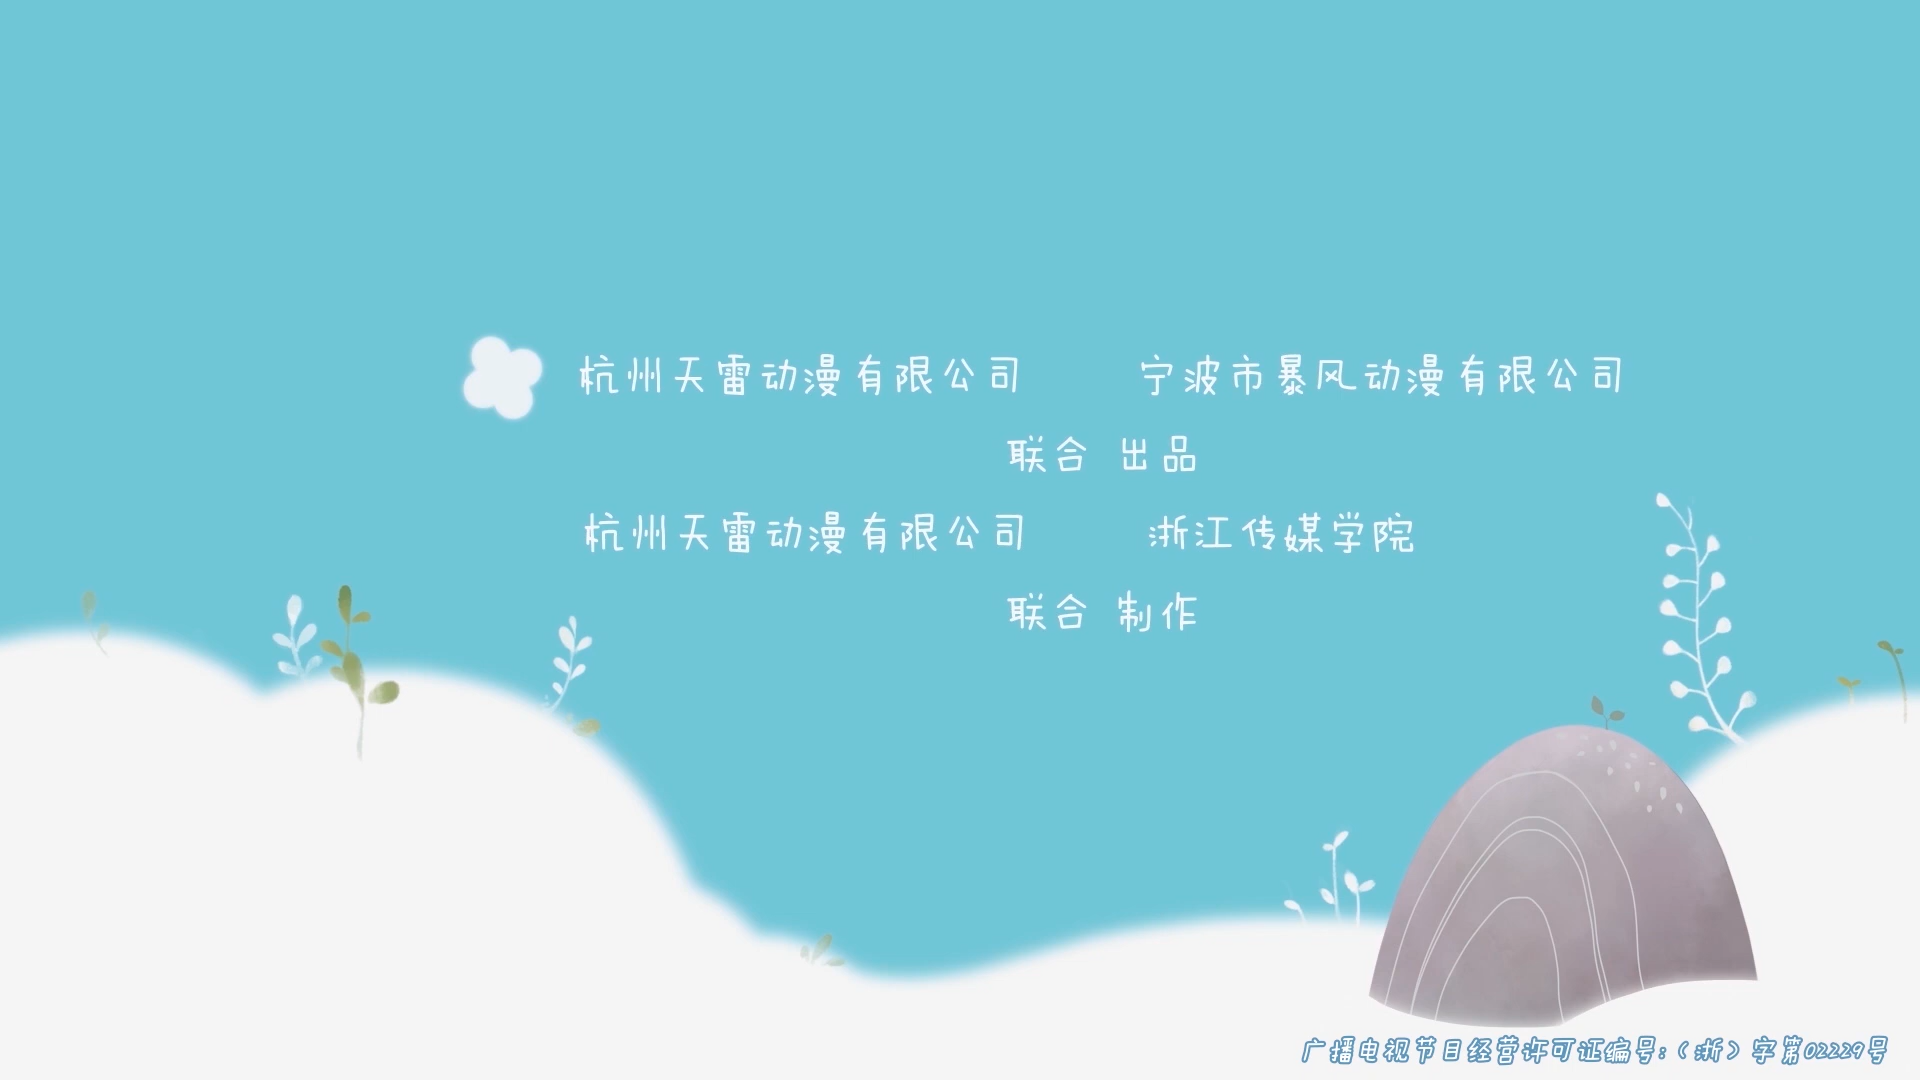 杭州天雷动漫有限公司 宁波市暴风动漫有限公司
联合 出品
杭州天雷动漫有限公司 浙江传媒学院
联合 制作
广播电视节目经营许可证编号:（浙）字第02229号